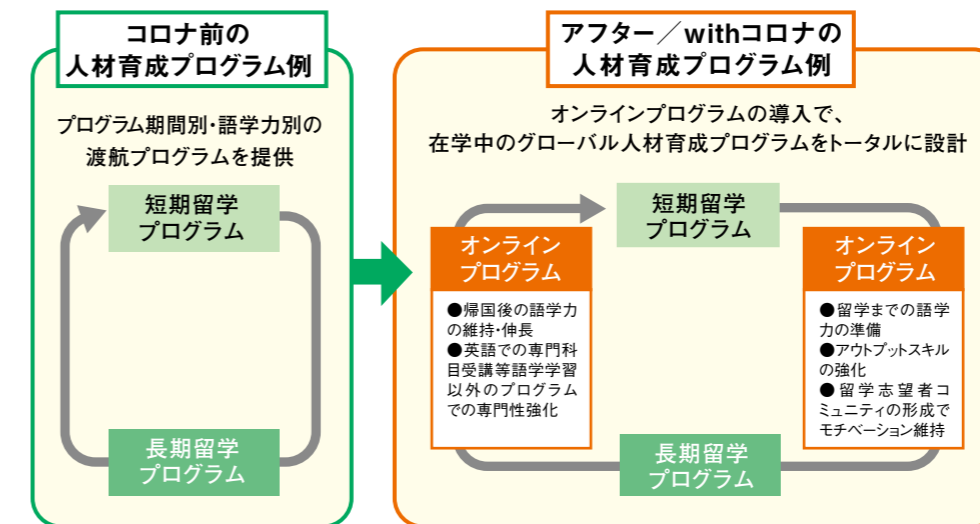 コロナ前の
人材育成プログラム例
プログラム期間別・語学力別の
渡航プログラムを提供
短期留学
プログラム
長期留学
プログラム
アフター／withコロナの
人材育成プログラム例
オンラインプログラムの導入で、
在学中のグローバル人材育成プログラムをトータルに設計
短期留学
プログラム
オンライン
プログラム
●帰国後の語学力
の維持・伸長
●英語での専門科
目受講等語学学習
以外のプログラム
での専門性強化
オンライン
プログラム
●留学までの語学
力の準備
●アウトプットスキル
の強化
●留学志望者コ
ミュニティの形成で
モチベーション維持
長期留学
プログラム